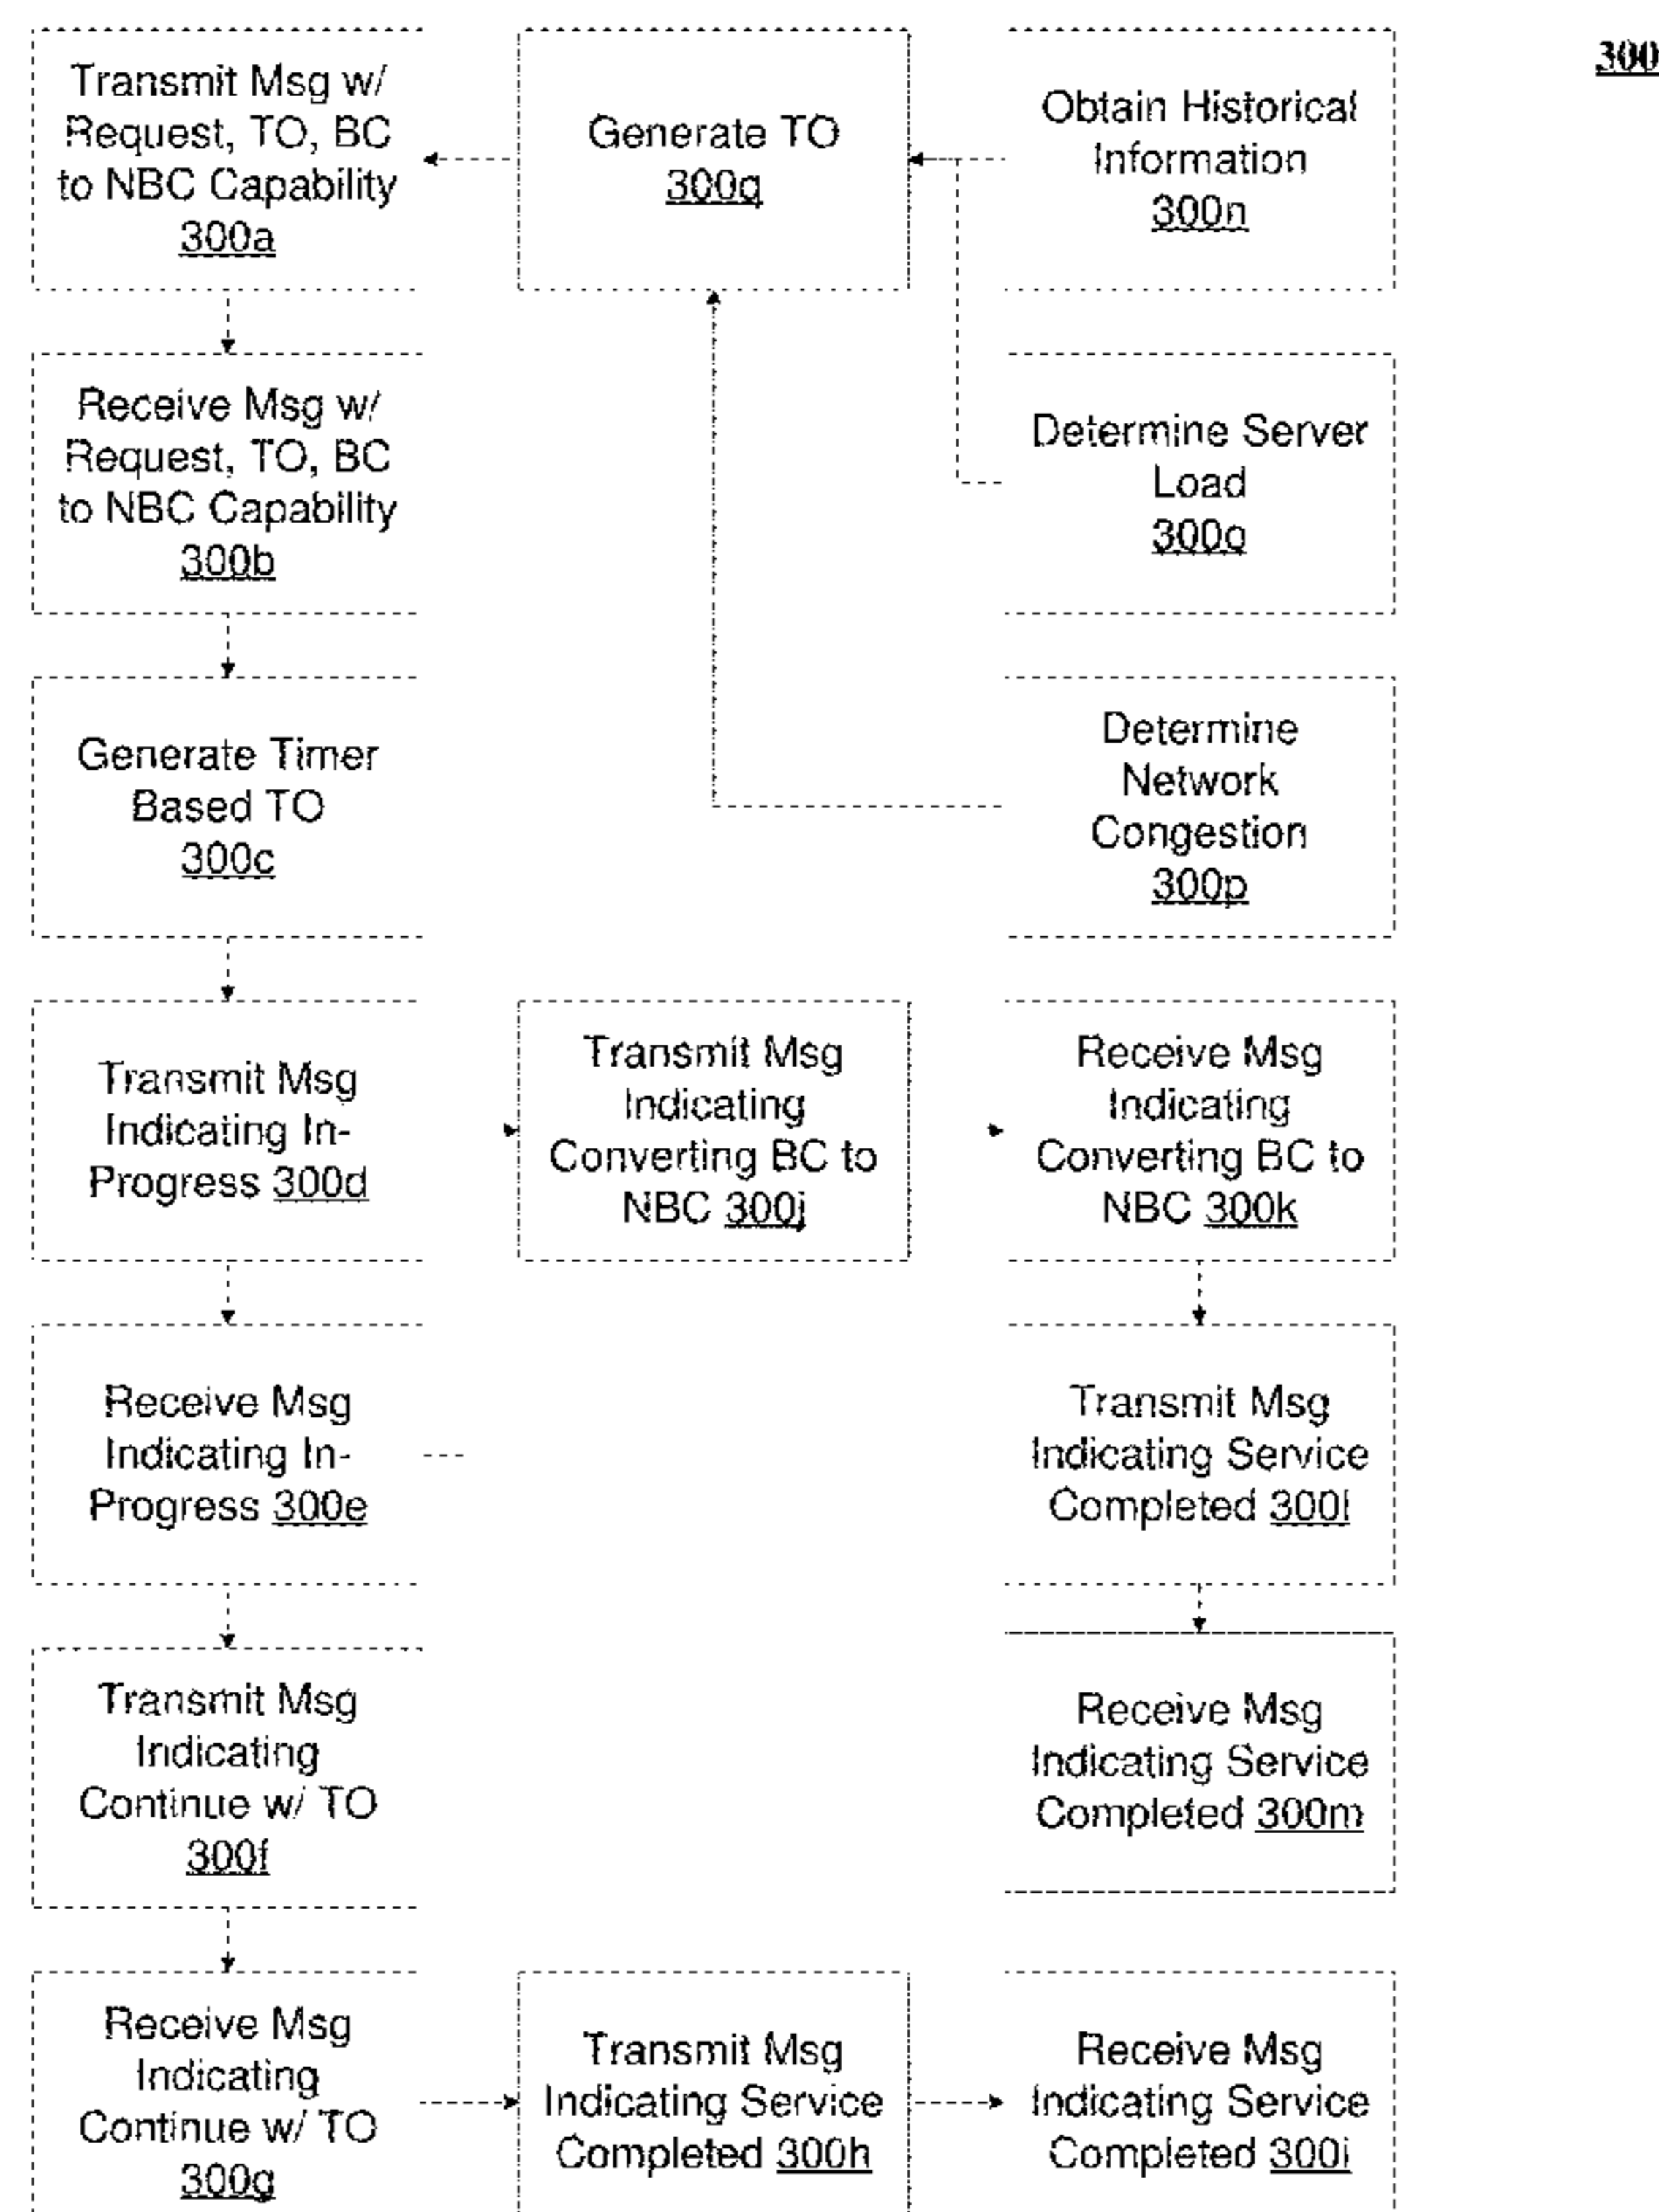 300
Transmit Msg w/
Request, TO, BC
to NBC Capability
300a
Generate TO
300q
Obtain Historical
Information
300n
Receive Msg w/
Request, TO, BC
to NBC Capability
300b
Determine Server
Load
300o
Generate Timer
Based TO
300c
Determine
Network
Congestion
300p
Transmit Msg
Indicating In-
Progress 300d
Transmit Msg
Indicating
Converting BC to
NBC 300j
Receive Msg
Indicating
Converting BC to
NBC 300k
Receive Msg
Indicating In-
Progress 300e
Transmit Msg
Indicating Service
Completed 300l
Transmit Msg
Indicating
Continue w/ TO
300f
Receive Msg
Indicating Service
Completed 300m
Receive Msg
Indicating
Continue w/ TO
300g
Transmit Msg
Indicating Service
Completed 300h
Receive Msg
Indicating Service
Completed 300i